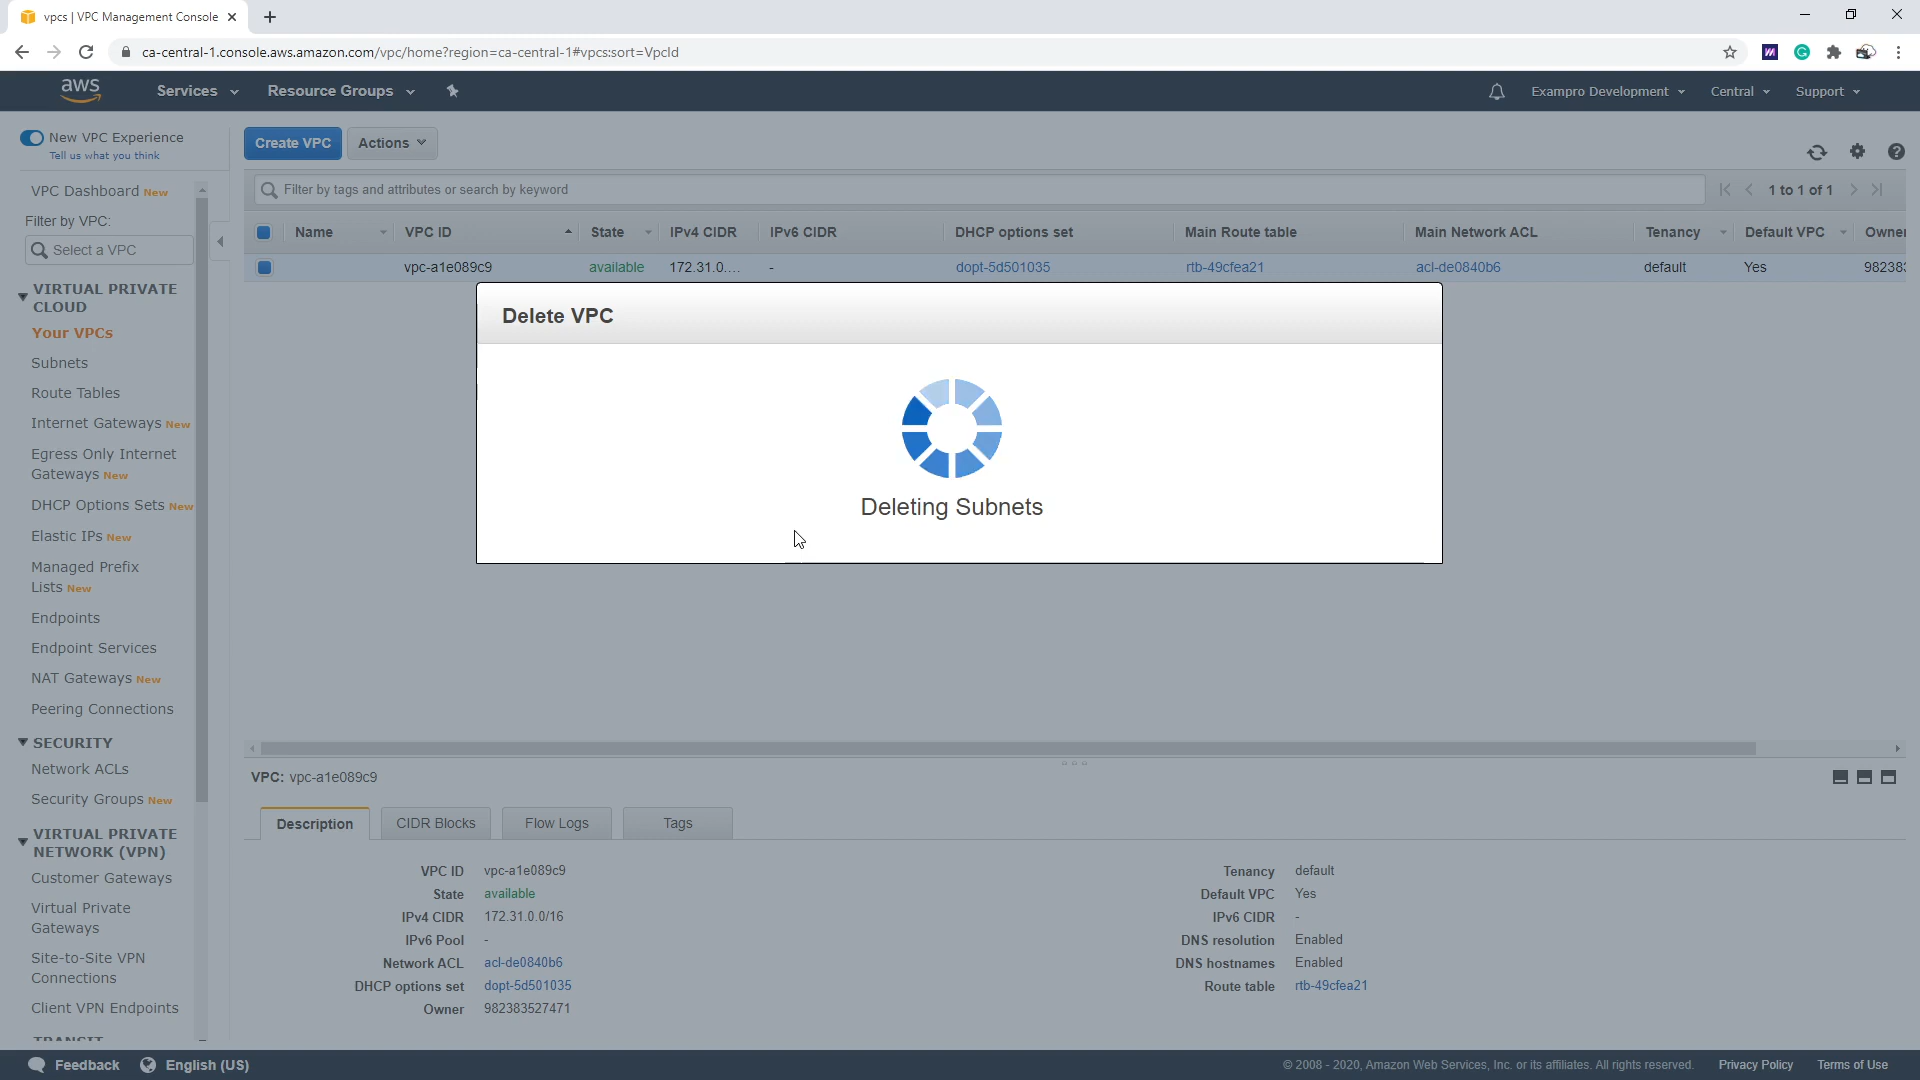 vpcs | VPC Management Console
ca-central-1.console.aws.amazon.com/vpc/home?region=ca-central-1#vpcs:sort=VpcId
aws
Services
Resource Groups
Exampro Development
Central
Support
New VPC Experience
Tell us what you think
Create VPC
Actions
VPC Dashboard New
Filter by VPC:
Select a VPC
Filter by tags and attributes or search by keyword
1 to 1 of 1
Name VPC ID State IPv4 CIDR IPv6 CIDR DHCP options set Main Route table Main Network ACL Tenancy Default VPC Owner
vpc-a1e089c9 available 172.31.0.... - dopt-5d501035 rtb-49cfea21 acl-de0840b6 default Yes 98238
VIRTUAL PRIVATE
CLOUD
Your VPCs
Subnets
Route Tables
Internet Gateways New
Egress Only Internet
Gateways New
DHCP Options Sets New
Elastic IPs New
Managed Prefix
Lists New
Endpoints
Endpoint Services
NAT Gateways New
Peering Connections
SECURITY
Network ACLs
Security Groups New
VIRTUAL PRIVATE
NETWORK (VPN)
Customer Gateways
Virtual Private
Gateways
Site-to-Site VPN
Connections
Client VPN Endpoints
TRANSIT
Delete VPC
Deleting Subnets
VPC: vpc-a1e089c9
Description
CIDR Blocks
Flow Logs
Tags
VPC ID vpc-a1e089c9
State available
IPv4 CIDR 172.31.0.0/16
IPv6 Pool -
Network ACL acl-de0840b6
DHCP options set dopt-5d501035
Owner 982383527471
Tenancy default
Default VPC Yes
IPv6 CIDR -
DNS resolution Enabled
DNS hostnames Enabled
Route table rtb-49cfea21
Feedback
English (US)
© 2008 - 2020, Amazon Web Services, Inc. or its affiliates. All rights reserved.
Privacy Policy
Terms of Use